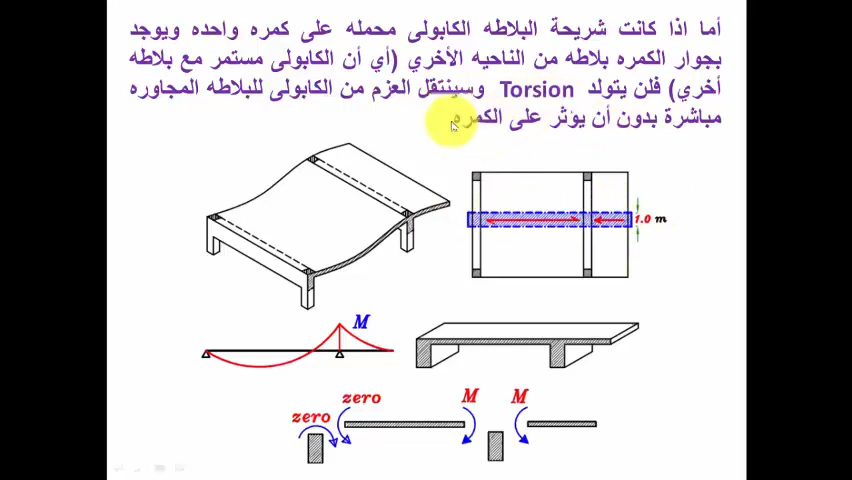 أما اذا كانت شريحة البلاطه الكابولى محمله على كمره واحده ويوجد
بجوار الكمره بلاطه من الناحيه الأخري (أي أن الكابولى مستمر مع بلاطه
أخري) فلن يتولد Torsion وسينتقل العزم من الكابولى للبلاطه المجاوره
مباشرة بدون أن يؤثر على الكمره
1.0 m
M
zero M M
zero